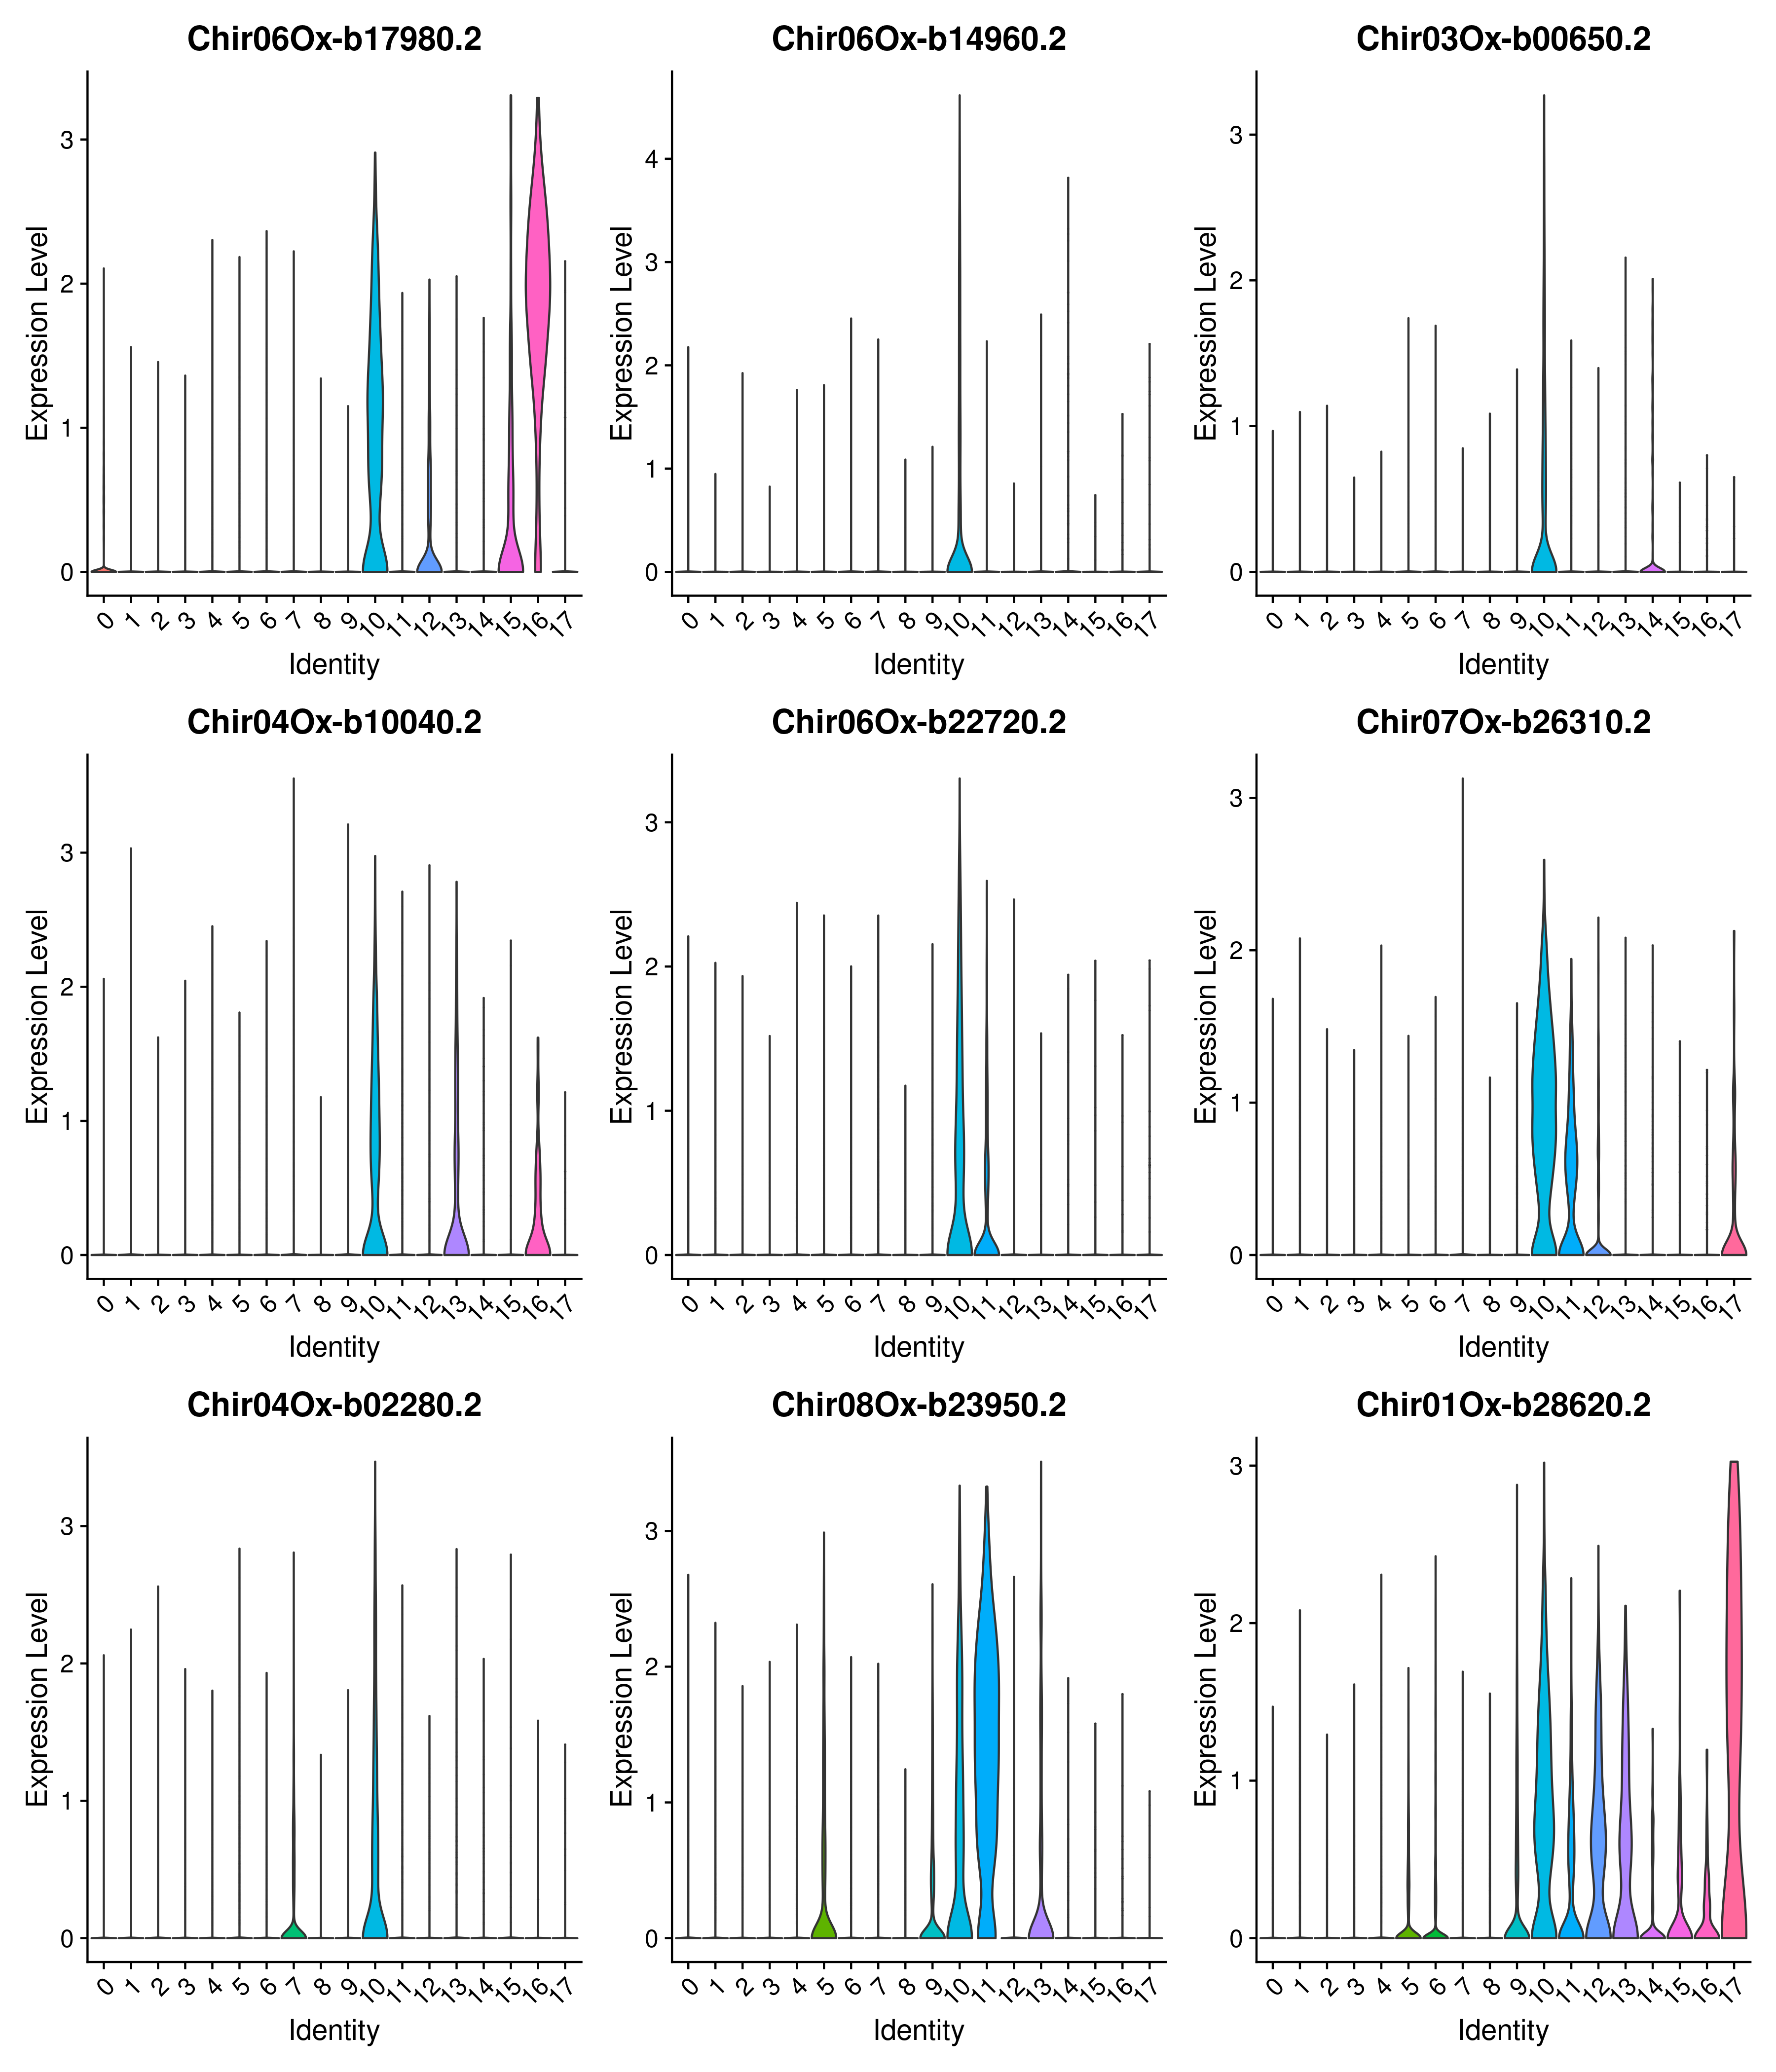 Chir06Ox-b17980.2 Chir06Ox-b14960.2 Chir03Ox-b00650.2
Expression Level Expression Level Expression Level
3 2 1 0
4 3 2 1 0
3 2 1 0
0 1 2 3 4 5 6 7 8 9 10 11 12 13 14 15 16 17
0 1 2 3 4 5 6 7 8 9 10 11 12 13 14 15 16 17
0 1 2 3 4 5 6 7 8 9 10 11 12 13 14 15 16 17
Identity Identity Identity
Chir04Ox-b10040.2 Chir06Ox-b22720.2 Chir07Ox-b26310.2
Expression Level Expression Level Expression Level
3 2 1 0
3 2 1 0
3 2 1 0
0 1 2 3 4 5 6 7 8 9 10 11 12 13 14 15 16 17
0 1 2 3 4 5 6 7 8 9 10 11 12 13 14 15 16 17
0 1 2 3 4 5 6 7 8 9 10 11 12 13 14 15 16 17
Identity Identity Identity
Chir04Ox-b02280.2 Chir08Ox-b23950.2 Chir01Ox-b28620.2
Expression Level Expression Level Expression Level
3 2 1 0
3 2 1 0
3 2 1 0
0 1 2 3 4 5 6 7 8 9 10 11 12 13 14 15 16 17
0 1 2 3 4 5 6 7 8 9 10 11 12 13 14 15 16 17
0 1 2 3 4 5 6 7 8 9 10 11 12 13 14 15 16 17
Identity Identity Identity